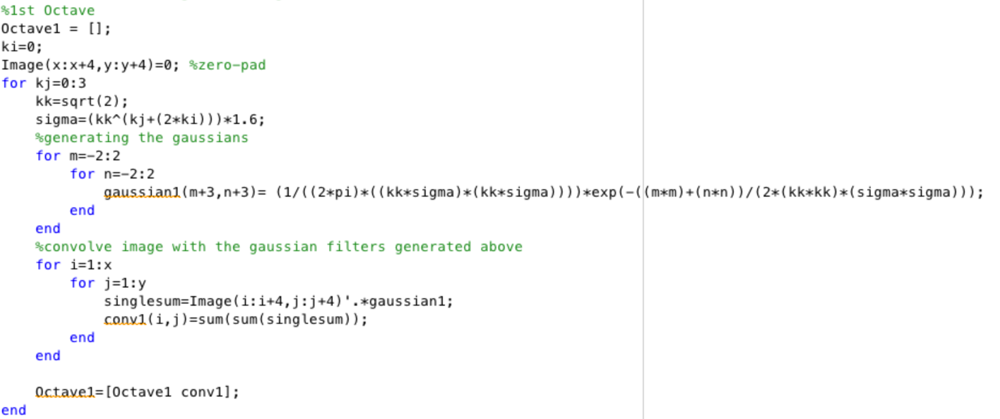 %1st Octave
Octave1 = [];
ki=0;
Image(x:x+4,y:y+4)=0; %zero-pad
for kj=0:3
    kk=sqrt(2);
    sigma=(kk^(kj+(2*ki)))*1.6;
    %generating the gaussians
    for m=-2:2
        for n=-2:2
            gaussian1(m+3,n+3)= (1/((2*pi)*((kk*sigma)*(kk*sigma))))*exp(-((m*m)+(n*n))/(2*(kk*kk)*(sigma*sigma)));
        end
    end
    %convolve image with the gaussian filters generated above
    for i=1:x
        for j=1:y
            singlesum=Image(i:i+4,j:j+4)'.*gaussian1;
            conv1(i,j)=sum(sum(singlesum));
        end
    end
    Octave1=[Octave1 conv1];
end